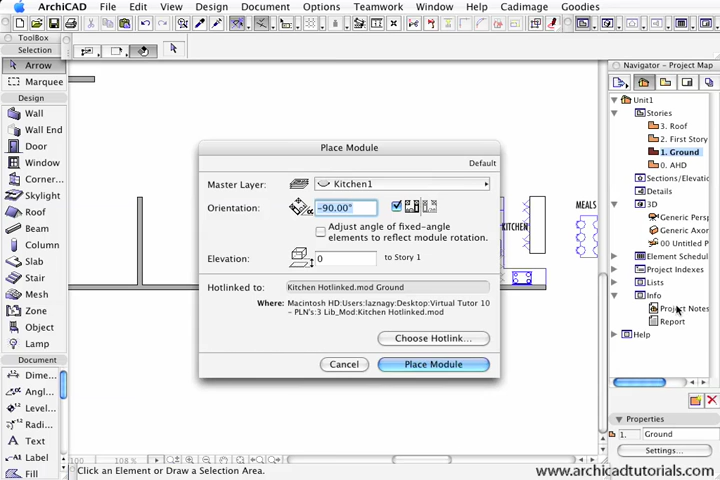 ArchiCAD File Edit View Design Document Options Teamwork Window Help Cadimage Goodies
ToolBox
Selection
Arrow
Marquee
Design
Wall
Wall End
Door
Window
Corner...
Skylight
Roof
Beam
Column
Slab
Stair
Mesh
Zone
Object
Lamp
Document
Dime...
Angl...
Level...
Radi...
Text
Label
Fill
Place Module
Default
Master Layer: Kitchen1
Orientation: -90.00°
Adjust angle of fixed-angle
elements to reflect module rotation.
Elevation: 0 to Story 1
Hotlinked to: Kitchen Hotlinked.mod Ground
Where: Macintosh HD:Users:laznagy:Desktop:Virtual Tutor 10
- PLN's:3 Lib_Mod:Kitchen Hotlinked.mod
Choose Hotlink...
Cancel Place Module
KITCHEN
MEALS
Navigator - Project Map
Unit1
Stories
3. Roof
2. First Story
1. Ground
0. AHD
Sections/Elevatio
Details
3D
Generic Persp
Generic Axon
00 Untitled P
Element Schedul
Project Indexes
Lists
Info
Project Notes
Report
Help
Properties
1. Ground
Settings...
100 108 %
Click an Element or Draw a Selection Area.
www.archicadtutorials.com